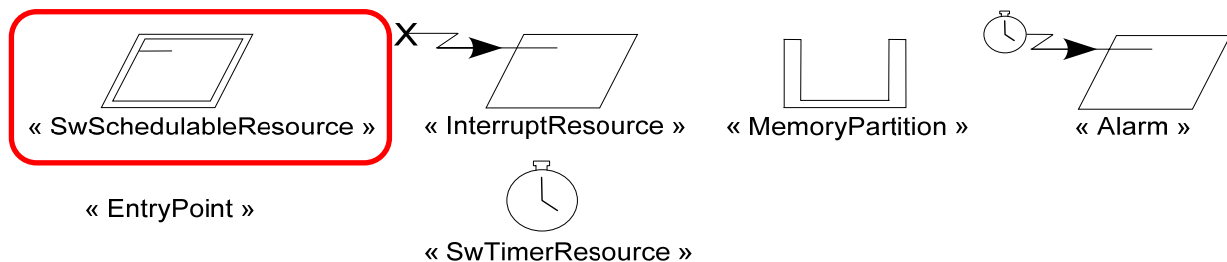 « SwSchedulableResource »
X
« InterruptResource »
« MemoryPartition »
« Alarm »
« EntryPoint »
« SwTimerResource »